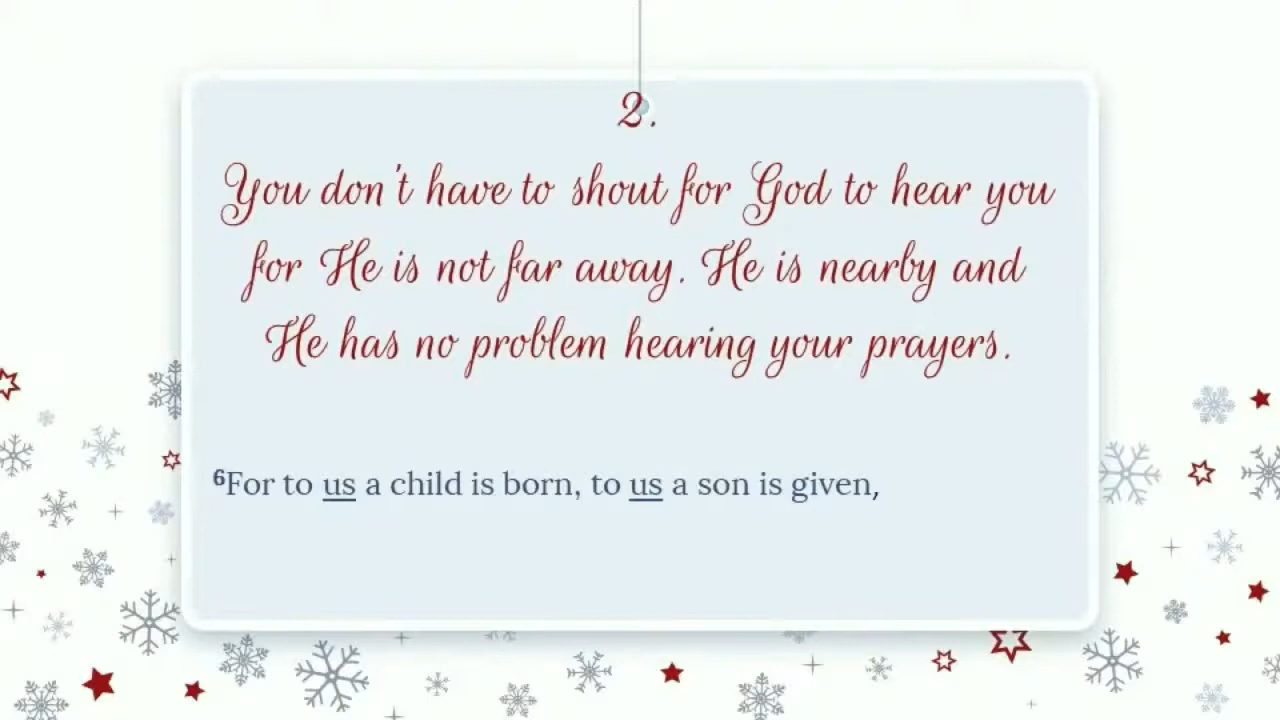 2.
You don't have to shout for God to hear you
for He is not far away. He is nearby and
He has no problem hearing your prayers.
⁶For to us a child is born, to us a son is given,